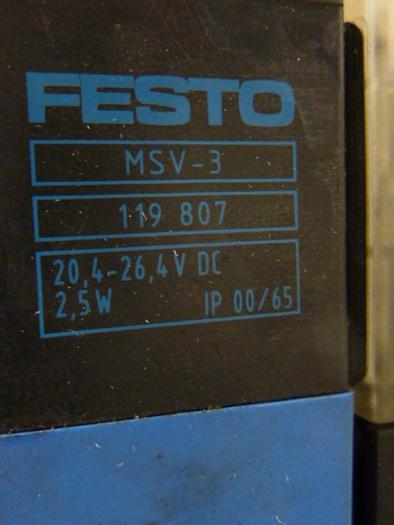 FESTO
MSV-3
119 807
20,4-26,4V DC
2,5W IP 00/65